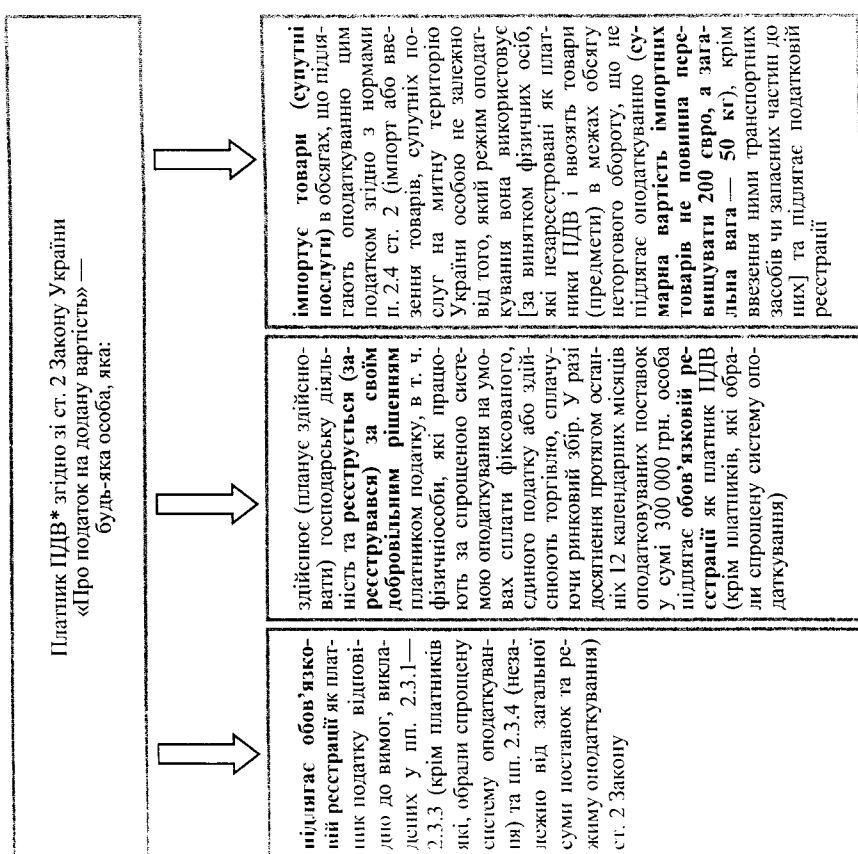 Платник ПДВ* згідно зі ст. 2 Закону України
«Про податок на додану вартість» —
будь-яка особа, яка:
підлягає обов’язко-
вій реєстрації як плат-
ник податку відпові-
дно до вимог, викла-
дених у пп. 2.3.1—
2.3.3 (крім платників
які, обрали спрощену
систему оподаткуван-
ня) та пп. 2.3.4 (неза-
лежно від загальної
суми поставок та ре-
жиму оподаткування)
ст. 2 Закону
здійснює (планує здійсню-
вати) господарську діяль-
ність та реєструється (за-
реєструвався) за своїм
добровільним рішенням
платником податку, в т. ч.
фізичніособи, які працю-
ють за спрощеною систе-
мою оподаткування на умо-
вах сплати фіксованого,
єдиного податку або здій-
снюють торгівлю, сплачу-
ючи ринковий збір. У разі
досягнення протягом остан-
ніх 12 календарних місяців
оподатковуваних поставок
у сумі 300 000 грн. особа
підлягає обов’язковій ре-
єстрації як платник ПДВ
(крім платників, які обра-
ли спрощену систему опо-
даткування)
імпортує товари (супутні
послуги) в обсягах, що підля-
гають оподаткуванню цим
податком згідно з нормами
п. 2.4 ст. 2 (імпорт або вве-
зення товарів, супутніх по-
слуг на митну територію
України особою не залежно
від того, який режим оподат-
кування вона використовує
[за винятком фізичних осіб,
які незареєстровані як плат-
ники ПДВ і ввозять товари
(предмети) в межах обсягу
неторгового обороту, що не
підлягає оподаткуванню (су-
марна вартість імпортних
товарів не повинна пере-
вищувати 200 євро, а зага-
льна вага — 50 кг), крім
ввезення ними транспортних
засобів чи запасних частин до
них] та підлягає податковій
реєстрації